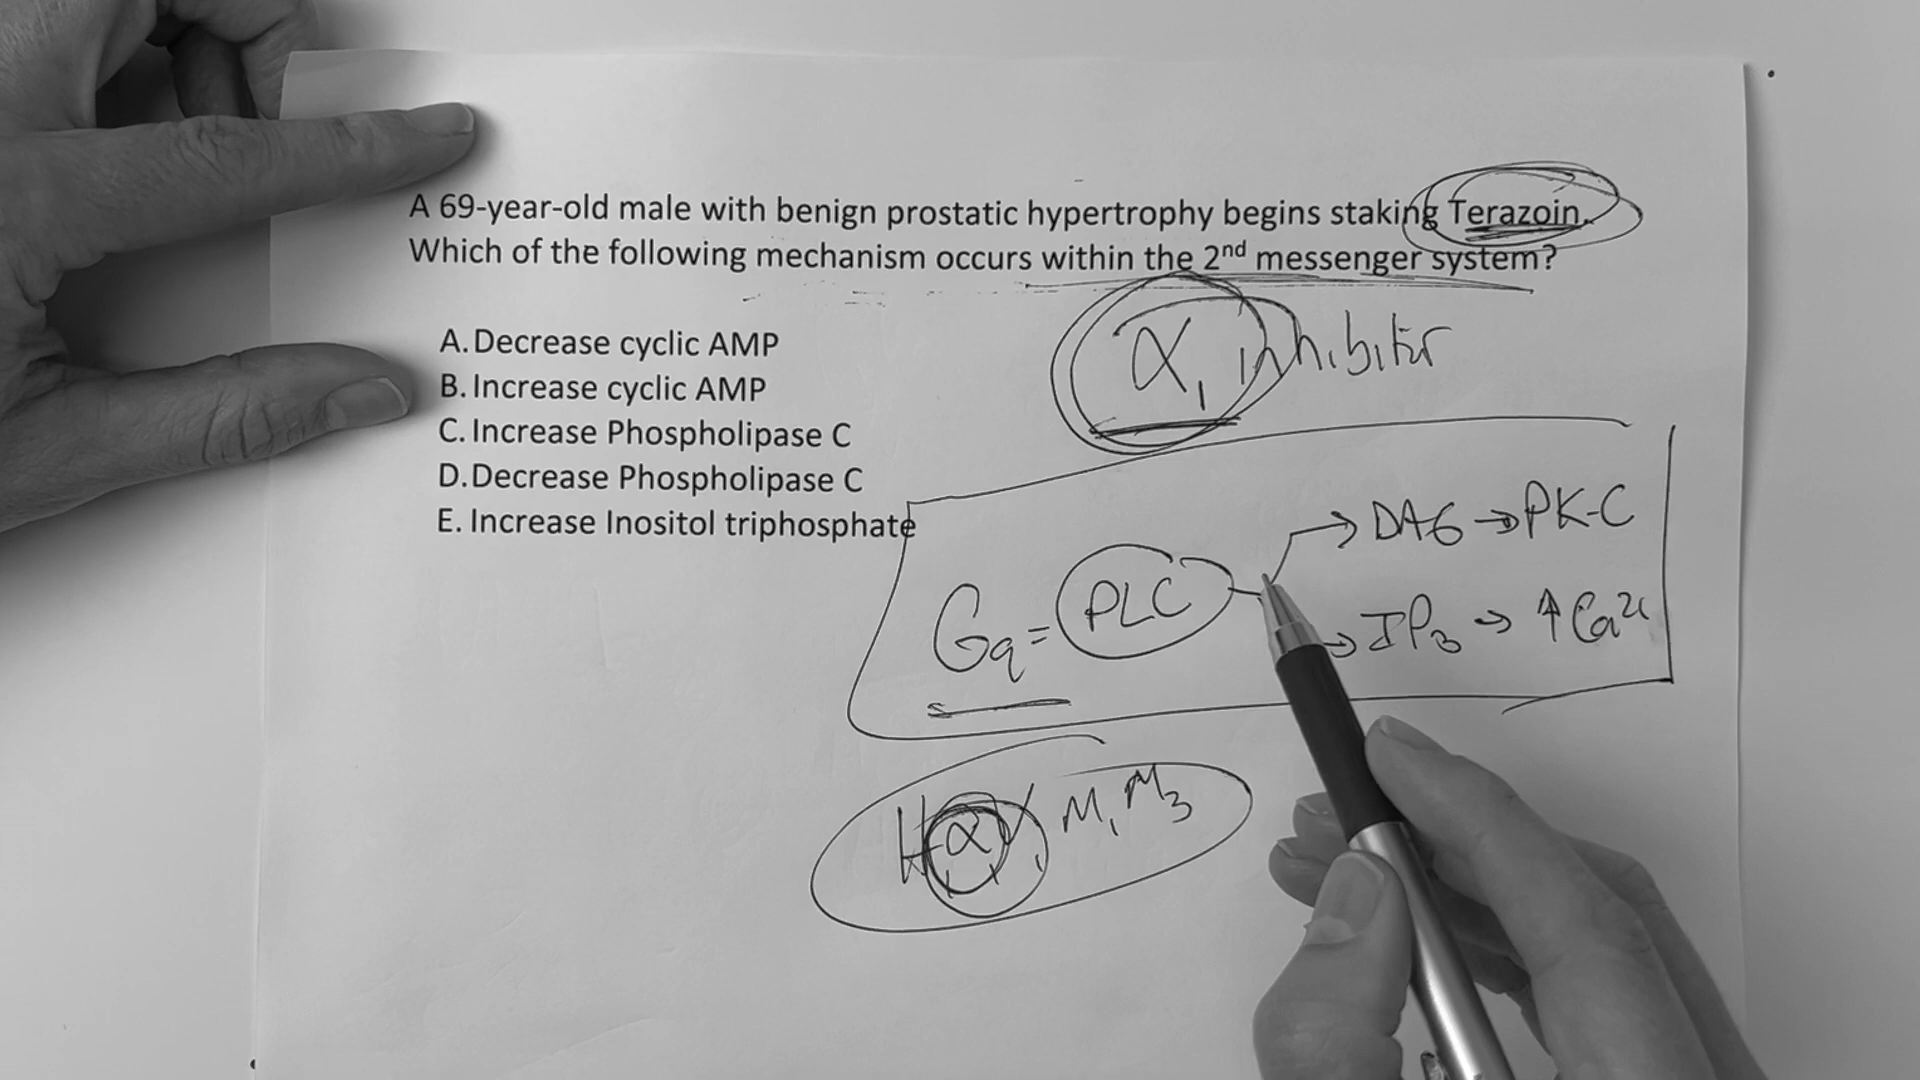 A 69-year-old male with benign prostatic hypertrophy begins staking Terazoin.
Which of the following mechanism occurs within the 2nd messenger system?
α1 inhibitor
A. Decrease cyclic AMP
B. Increase cyclic AMP
C. Increase Phospholipase C
D. Decrease Phospholipase C
E. Increase Inositol triphosphate
Gq = PLC
→ DAG → PK-C
→ IP3 → ↑ Ca2+
H α1 V1 M1 M3